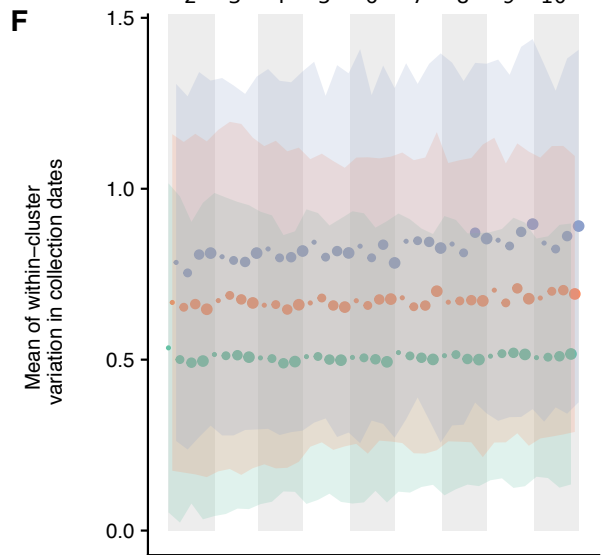 F
1.5
1.0
0.5
0.0
Mean of within−cluster
variation in collection dates